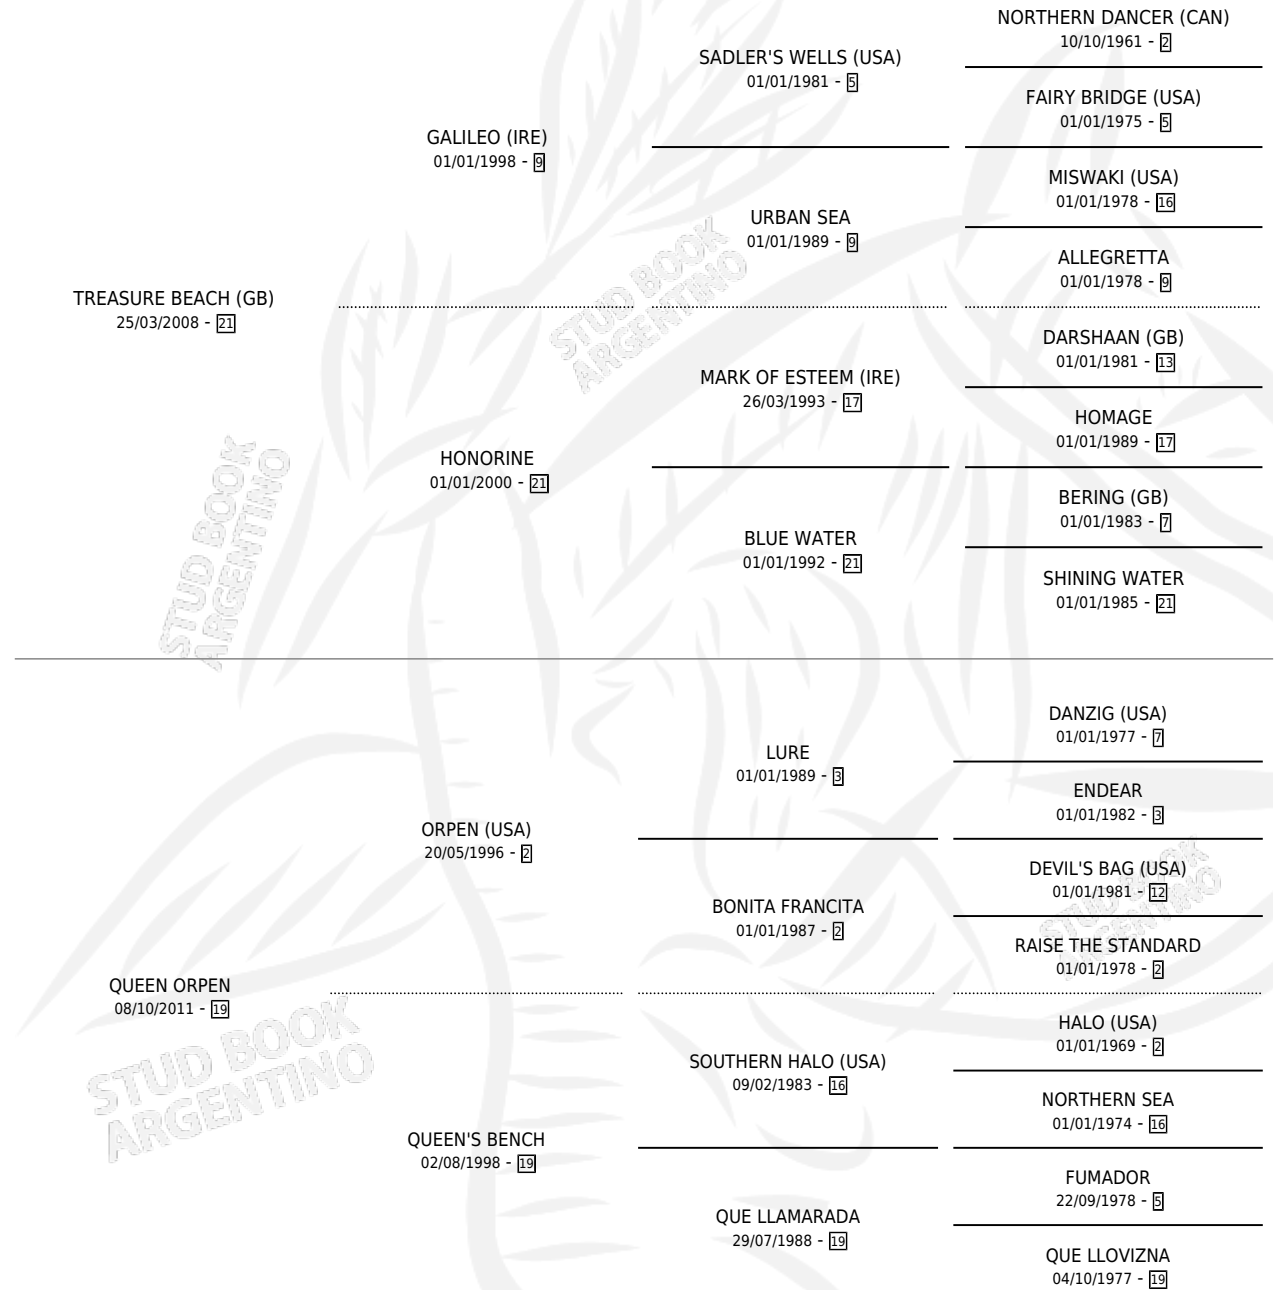 NORTHERN DANCER (CAN)
10/10/1961 - 2
SADLER'S WELLS (USA)
01/01/1981 - 5
FAIRY BRIDGE (USA)
01/01/1975 - 5
GALILEO (IRE)
01/01/1998 - 9
MISWAKI (USA)
01/01/1978 - 16
URBAN SEA
01/01/1989 - 9
ALLEGRETTA
01/01/1978 - 9
TREASURE BEACH (GB)
25/03/2008 - 21
STUD BOOK
ARGENTINO
DARSHAAN (GB)
01/01/1981 - 13
MARK OF ESTEEM (IRE)
26/03/1993 - 17
HOMAGE
01/01/1989 - 17
HONORINE
01/01/2000 - 21
BERING (GB)
01/01/1983 - 7
BLUE WATER
01/01/1992 - 21
SHINING WATER
01/01/1985 - 21
STUD BOOK
ARGENTINO
DANZIG (USA)
01/01/1977 - 7
LURE
01/01/1989 - 3
ENDEAR
01/01/1982 - 3
ORPEN (USA)
20/05/1996 - 2
DEVIL'S BAG (USA)
01/01/1981 - 12
BONITA FRANCITA
01/01/1987 - 2
STUD BOOK
ARGENTINO
RAISE THE STANDARD
01/01/1978 - 2
QUEEN ORPEN
08/10/2011 - 19
HALO (USA)
01/01/1969 - 2
SOUTHERN HALO (USA)
09/02/1983 - 16
STUD BOOK
ARGENTINO
NORTHERN SEA
01/01/1974 - 16
QUEEN'S BENCH
02/08/1998 - 19
FUMADOR
22/09/1978 - 5
QUE LLAMARADA
29/07/1988 - 19
QUE LLOVIZNA
04/10/1977 - 19